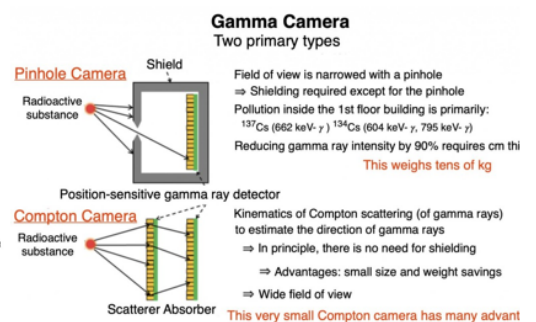 Gamma Camera
Two primary types
Pinhole Camera
Shield
Radioactive
substance
Field of view is narrowed with a pinhole
⇒ Shielding required except for the pinhole
Pollution inside the 1st floor building is primarily:
¹³⁷Cs (662 keV- γ ) ¹³⁴Cs (604 keV- γ, 795 keV- γ)
Reducing gamma ray intensity by 90% requires cm thi
This weighs tens of kg
Position-sensitive gamma ray detector
Compton Camera
Radioactive
substance
Scatterer Absorber
Kinematics of Compton scattering (of gamma rays)
to estimate the direction of gamma rays
⇒ In principle, there is no need for shielding
⇒ Advantages: small size and weight savings
⇒ Wide field of view
This very small Compton camera has many advant